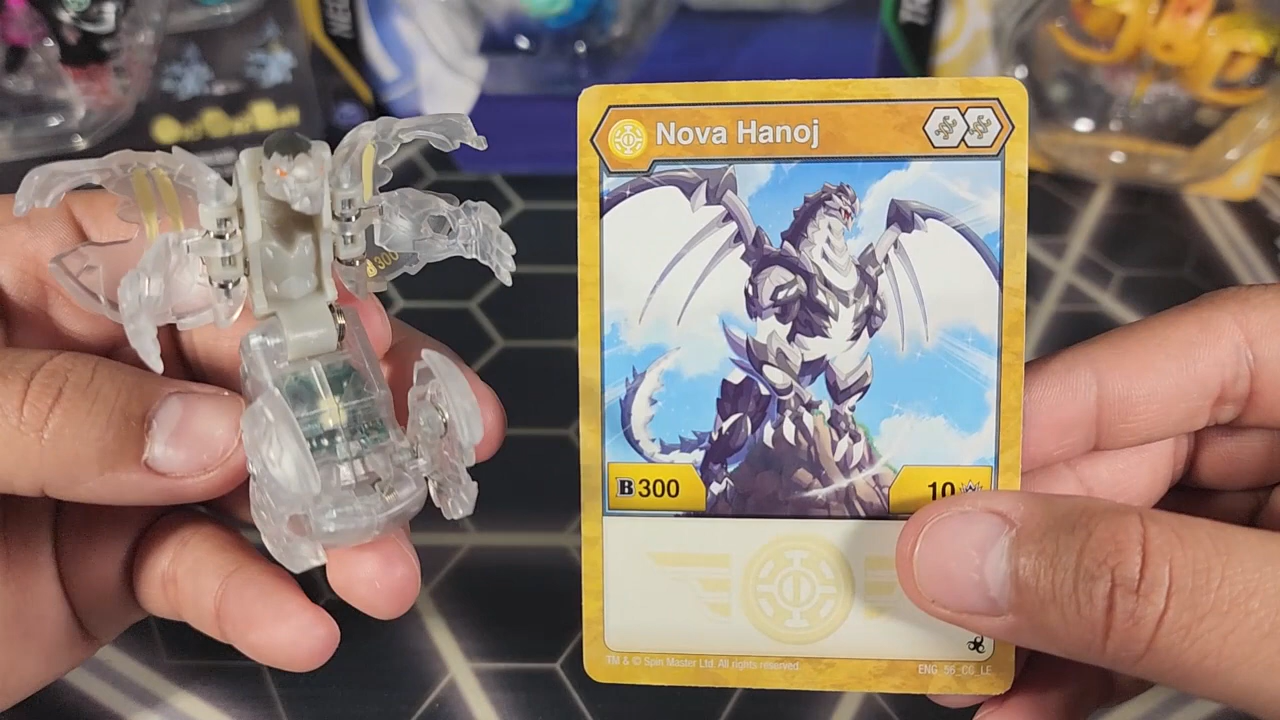 Nova Hanoj
B 300
B300
10
TM & © Spin Master Ltd. All rights reserved.
ENG_56_CC_LE